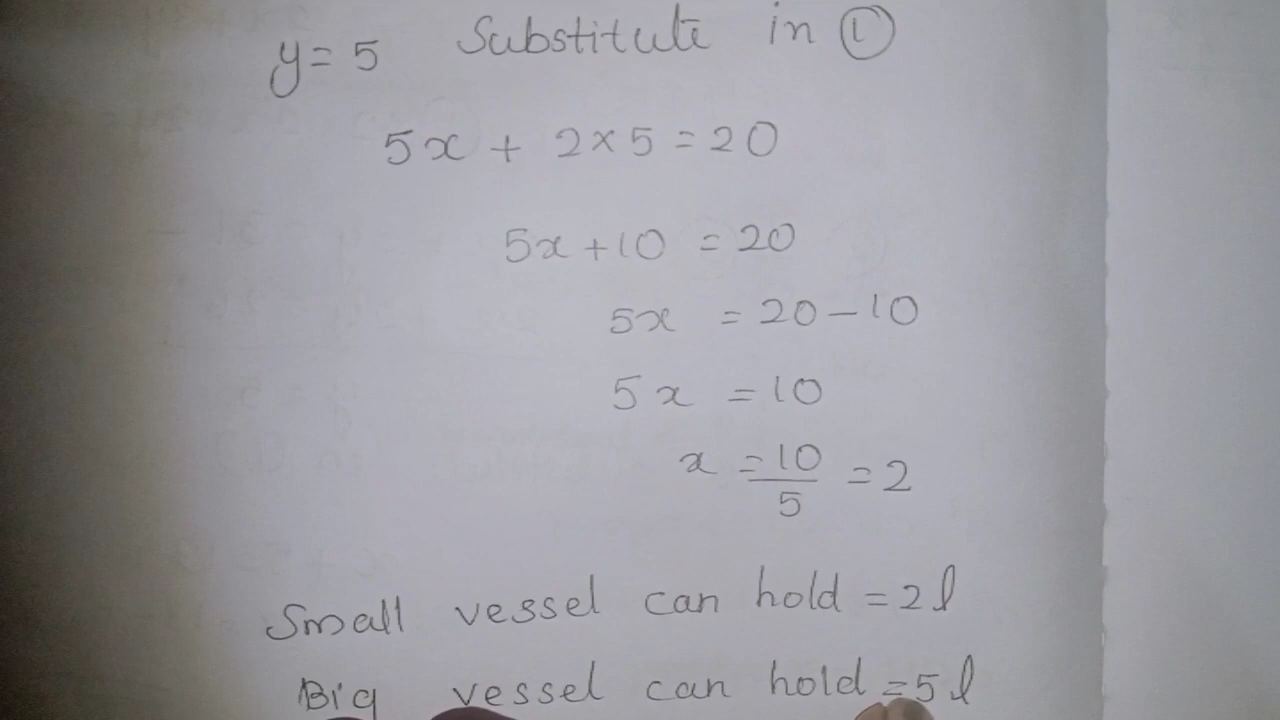 y=5 Substitute in ①
5x + 2×5 = 20
5x +10 = 20
5x = 20 - 10
5x = 10
x = 10/5 = 2
Small vessel can hold = 2 l
Big vessel can hold = 5 l